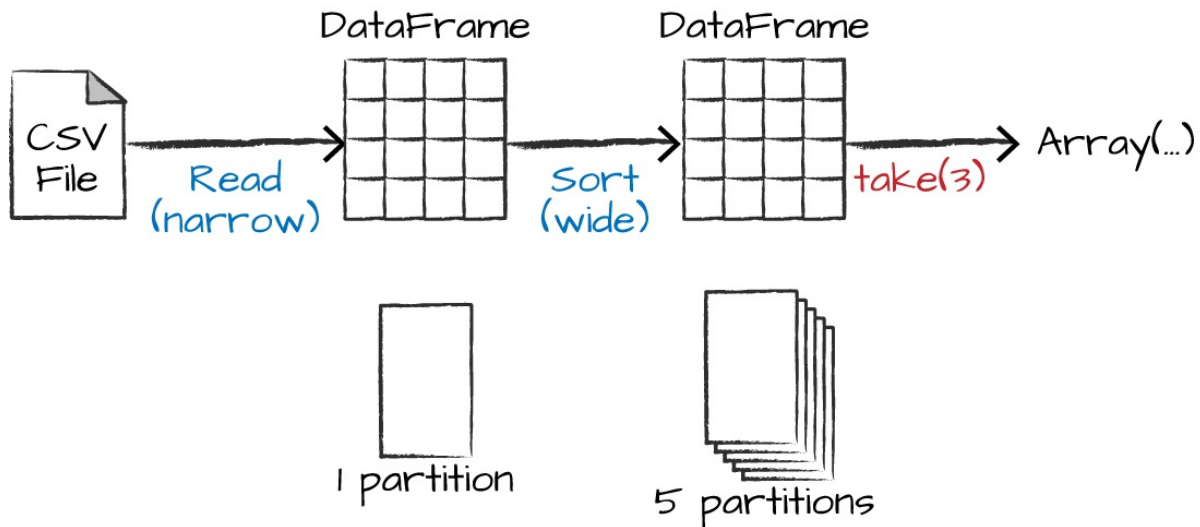 DataFrame
DataFrame
CSV
File
Read
(narrow)
Sort
(wide)
take(3)
Array(...)
1 partition
5 partitions